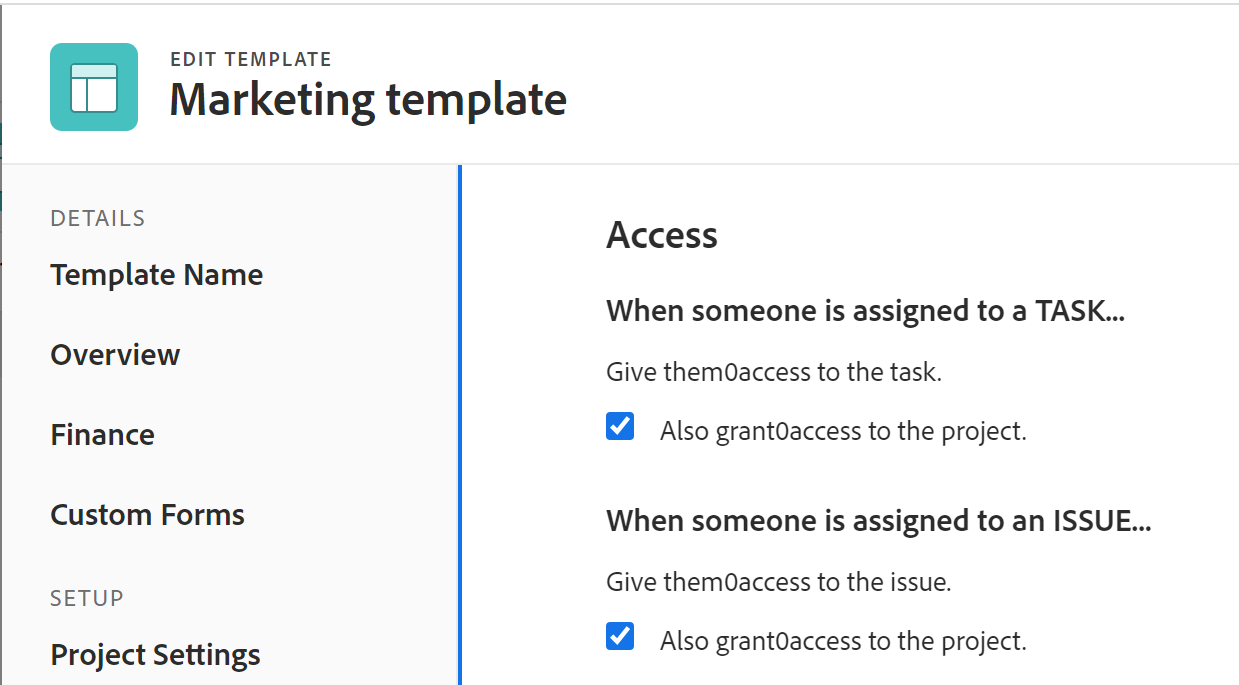 EDIT TEMPLATE
Marketing template
DETAILS
Template Name
Overview
Finance
Custom Forms
SETUP
Project Settings
Access
When someone is assigned to a TASK...
Give them0access to the task.
Also grant0access to the project.
When someone is assigned to an ISSUE...
Give them0access to the issue.
Also grant0access to the project.